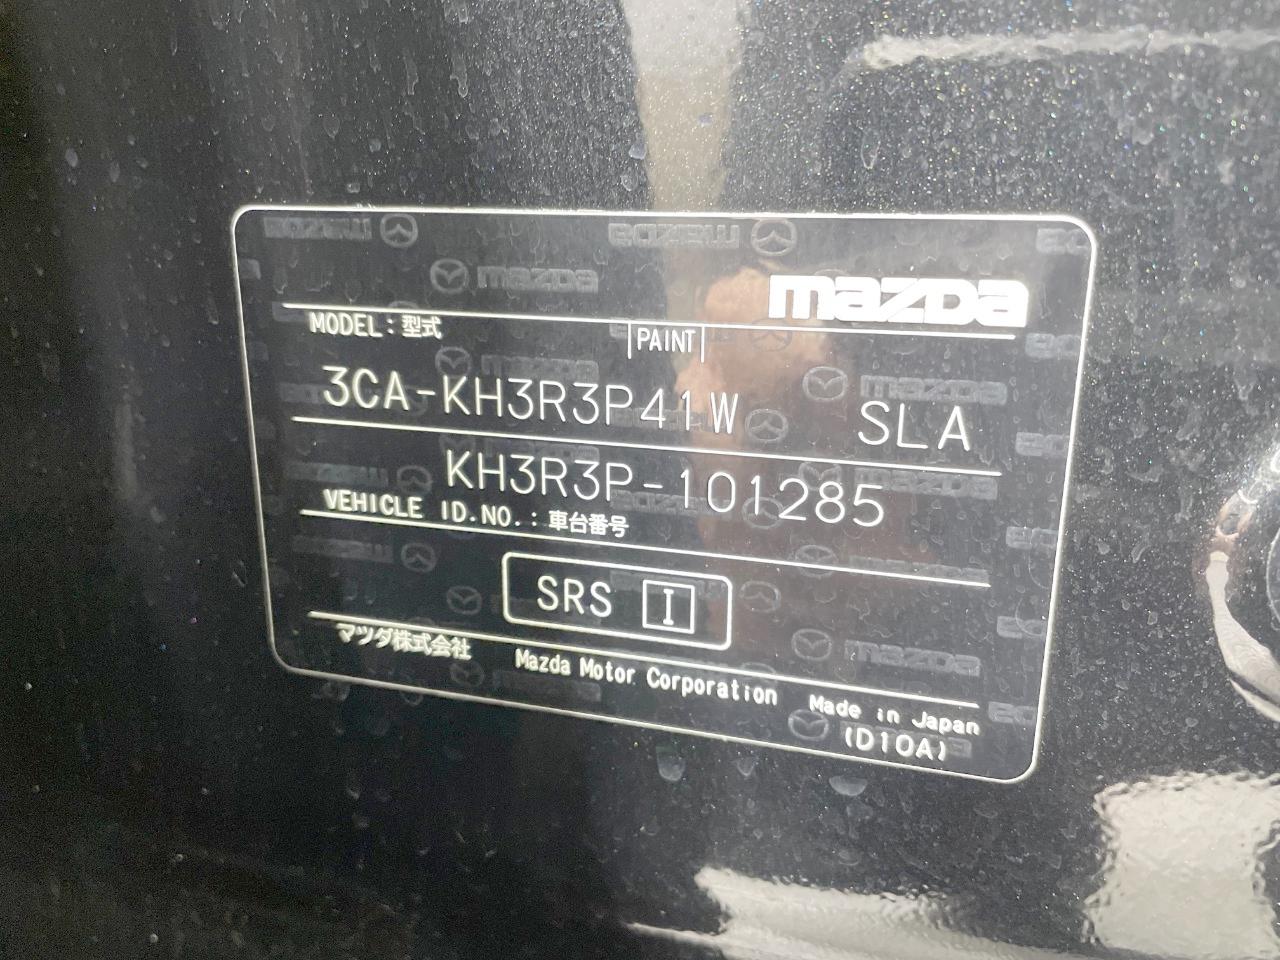 mazda
MODEL:型式
PAINT
3CA-KH3R3P41W SLA
KH3R3P-101285
VEHICLE ID.NO.:車台番号
SRS I
マツダ株式会社 Mazda Motor Corporation Made in Japan
(D10A)